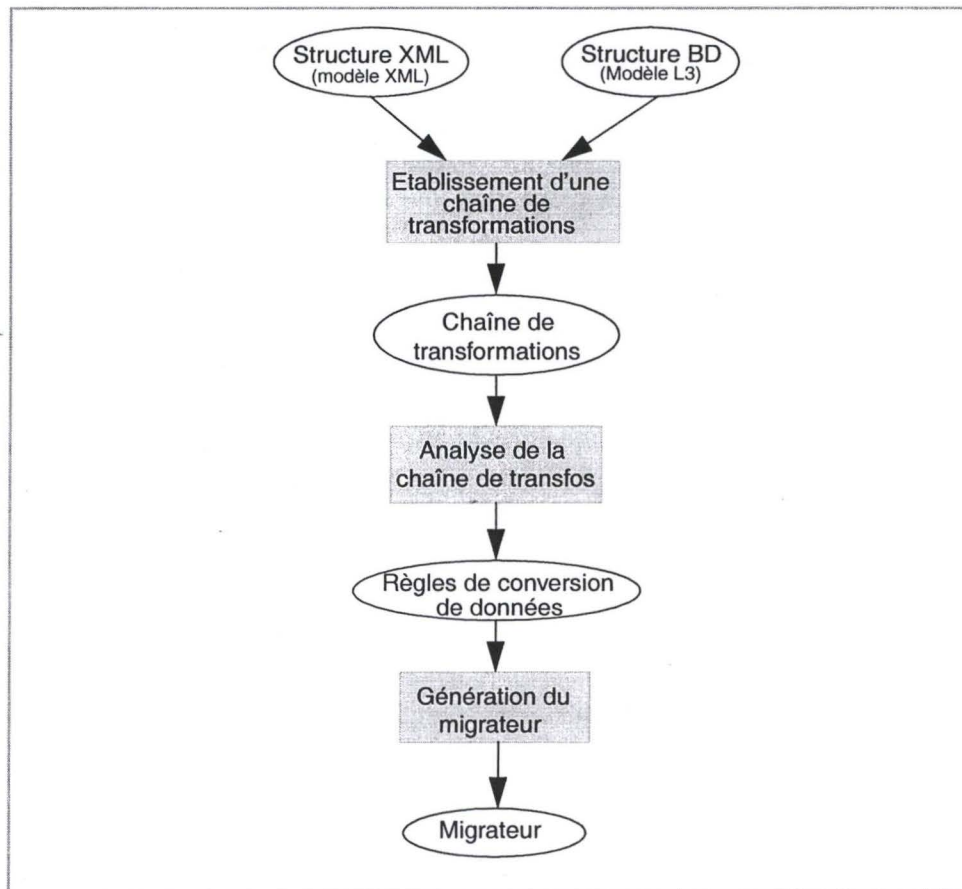 Structure XML
(modèle XML)
Structure BD
(Modèle L3)
Etablissement d'une
chaîne de
transformations
Chaîne de
transformations
Analyse de la
chaîne de transfos
Règles de conversion
de données
Génération du
migrateur
Migrateur